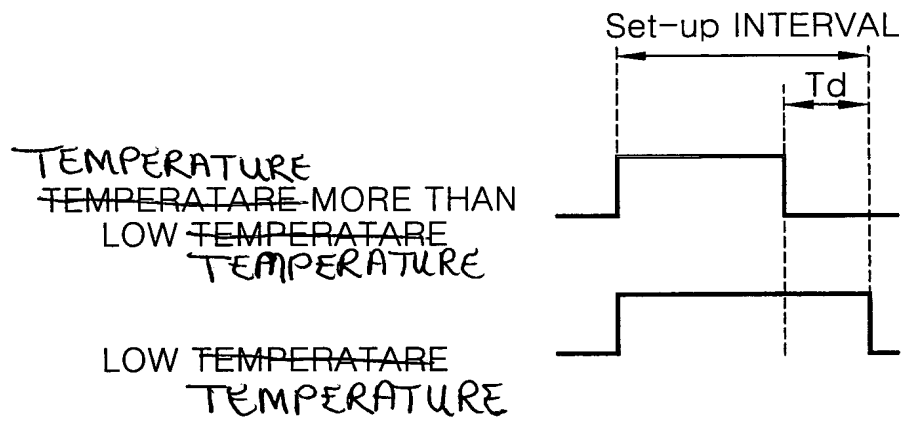 Set-up INTERVAL
Td
TEMPERATURE
TEMPERATARE MORE THAN
LOW TEMPERATARE
TEMPERATURE
LOW TEMPERATARE
TEMPERATURE